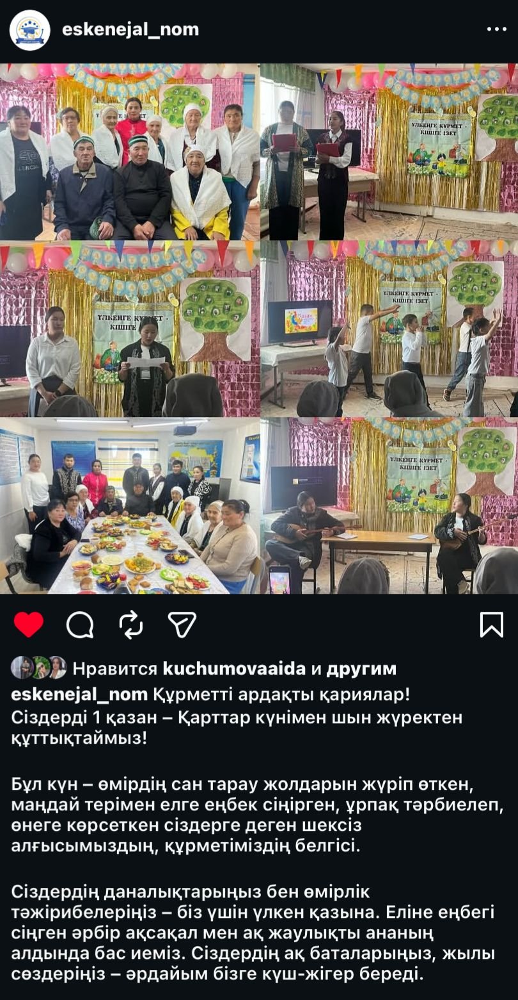 eskenejal_nom
ҮЛКЕНГЕ ҚҰРМЕТ -
КІШІГЕ ІЗЕТ
ҮЛКЕНГЕ ҚҰРМЕТ -
КІШІГЕ
ҮЛКЕНГЕ ҚҰРМЕТ -
КІШІГЕ ІЗЕТ
Қазан
ҮЛКЕНГЕ ҚҰРМЕТ -
КІШІГЕ ІЗЕТ
Нравится kuchumovaaida и другим
eskenejal_nom Құрметті ардақты қариялар!
Сіздерді 1 қазан – Қарттар күнімен шын жүректен
құттықтаймыз!
Бұл күн – өмірдің сан тарау жолдарын жүріп өткен,
маңдай терімен елге еңбек сіңірген, ұрпақ тәрбиелеп,
өнеге көрсеткен сіздерге деген шексіз
алғысымыздың, құрметіміздің белгісі.
Сіздердің даналықтарыңыз бен өмірлік
тәжірибелеріңіз – біз үшін үлкен қазына. Еліне еңбегі
сіңген әрбір ақсақал мен ақ жаулықты ананың
алдында бас иеміз. Сіздердің ақ баталарыңыз, жылы
сөздеріңіз – әрдайым бізге күш-жігер береді.